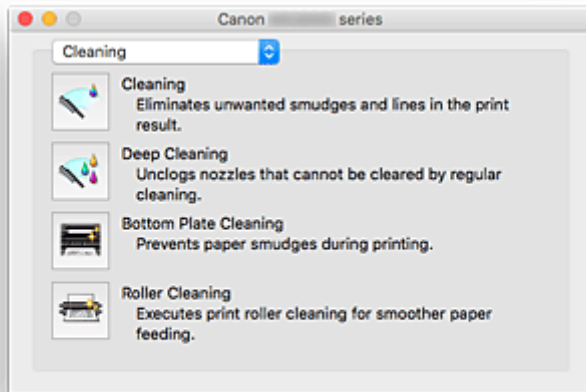 Canon series
Cleaning
Cleaning
Eliminates unwanted smudges and lines in the print
result.
Deep Cleaning
Unclogs nozzles that cannot be cleared by regular
cleaning.
Bottom Plate Cleaning
Prevents paper smudges during printing.
Roller Cleaning
Executes print roller cleaning for smoother paper
feeding.